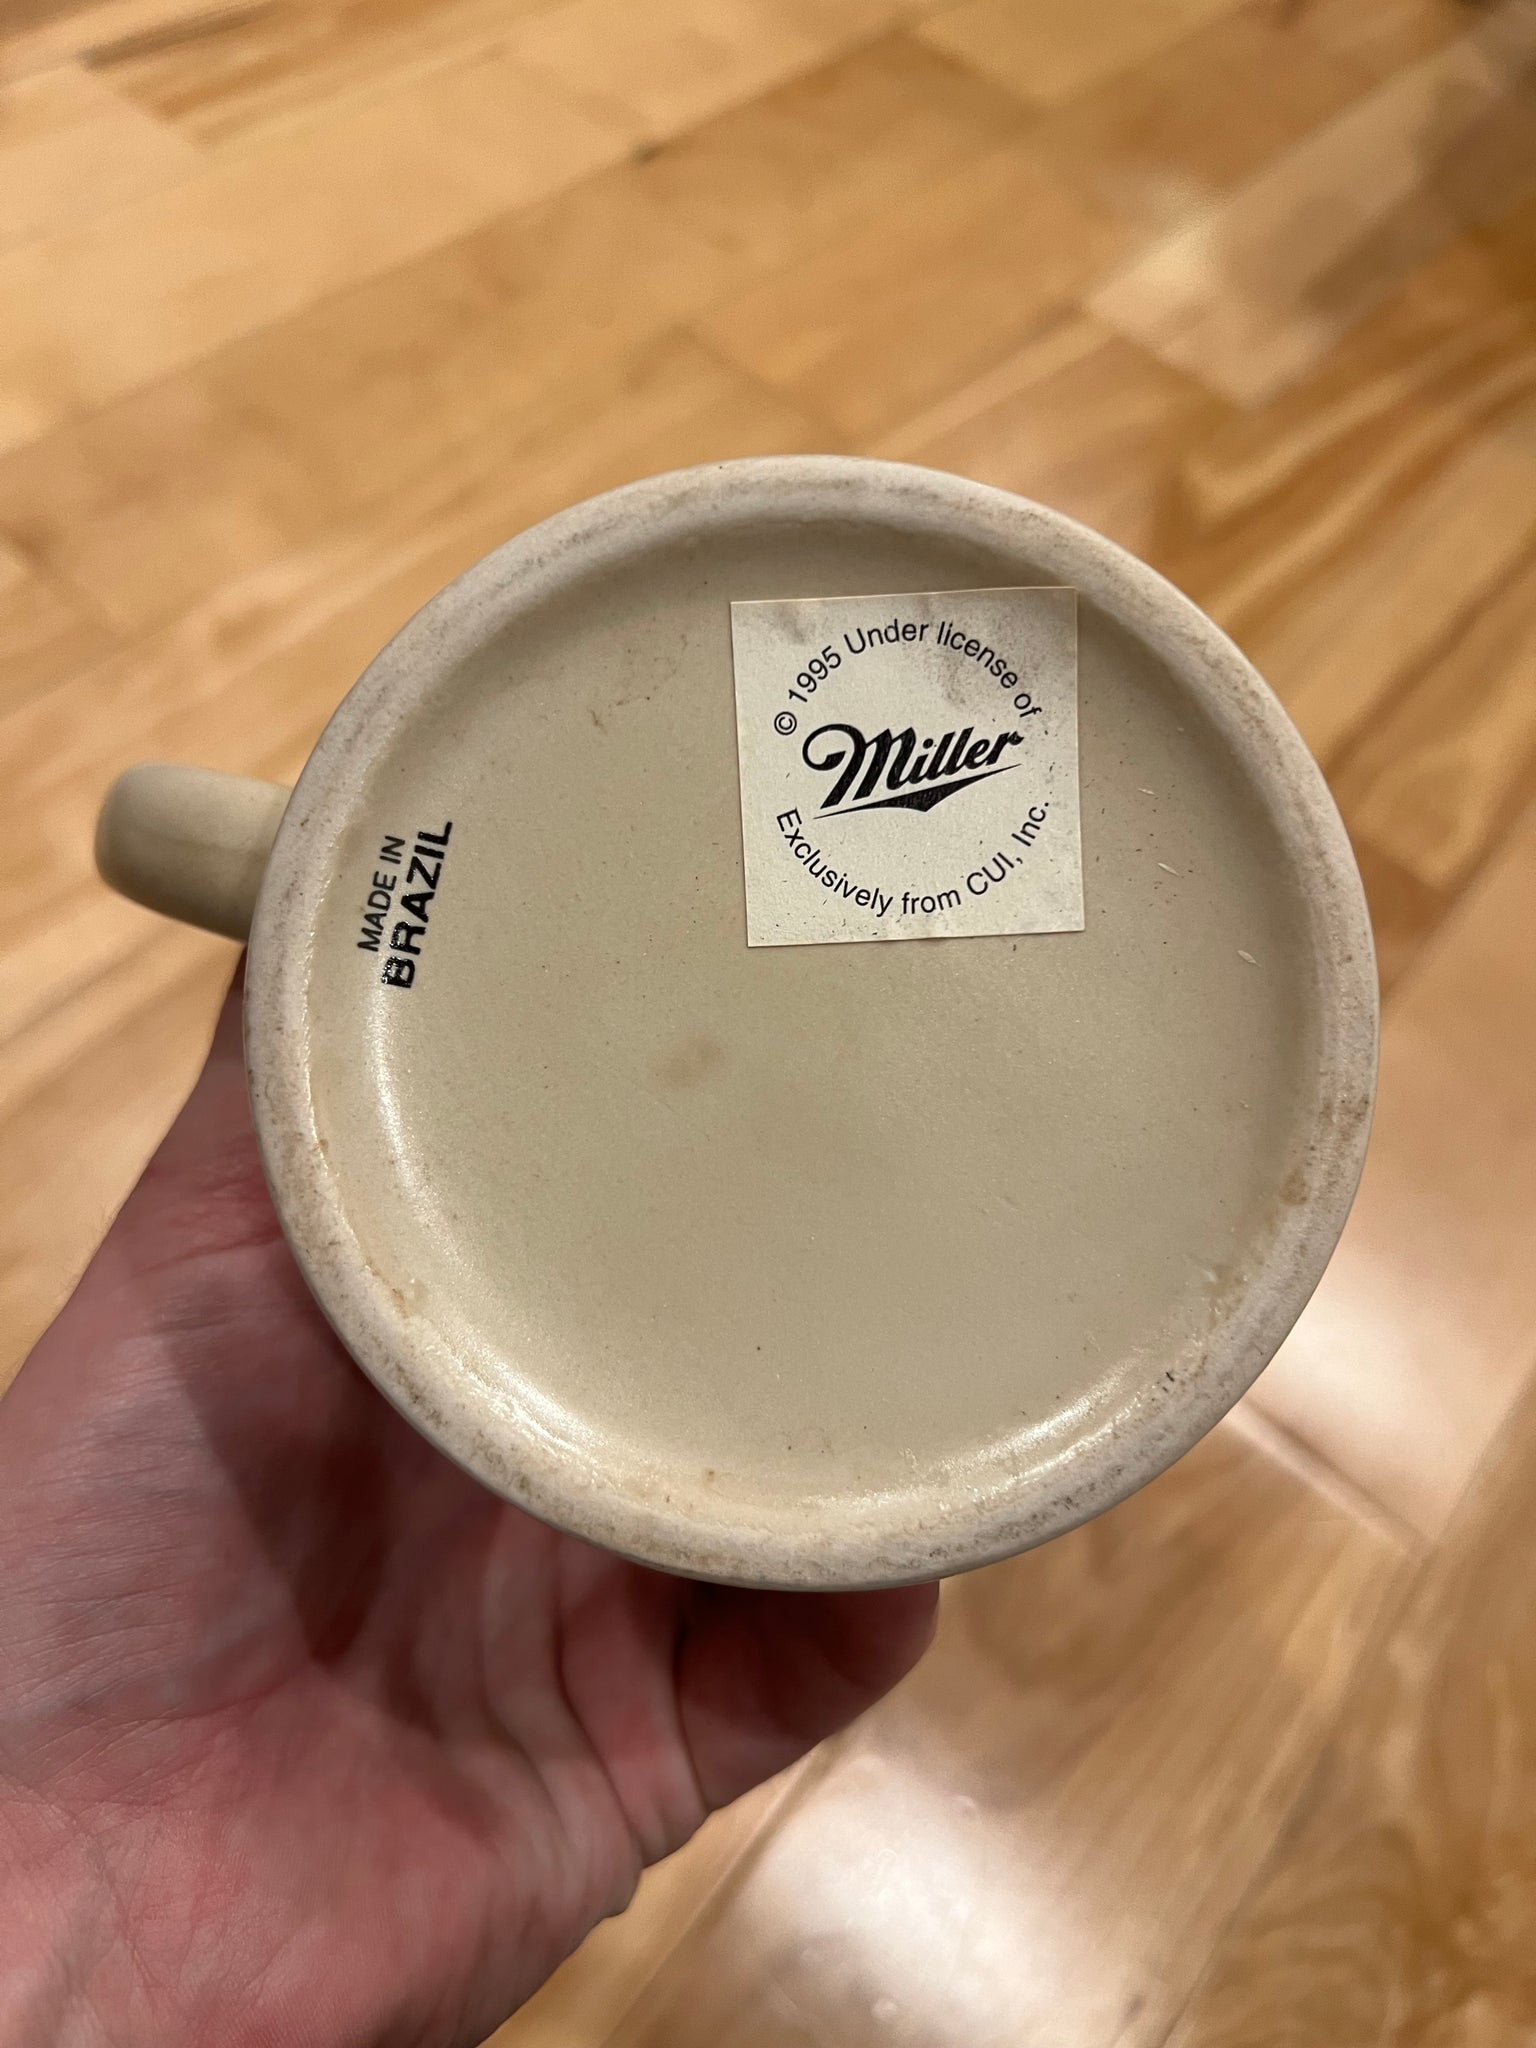 © 1995 Under license of
Miller
Exclusively from CUI, Inc.
MADE IN
BRAZIL